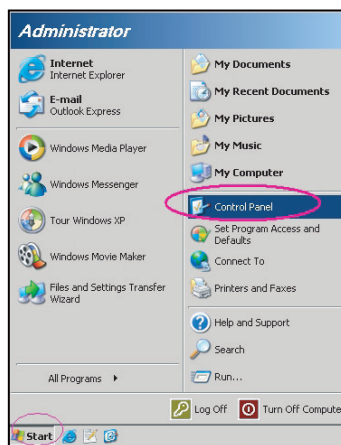 Administrator
Internet
Internet Explorer
E-mail
Outlook Express
Windows Media Player
Windows Messenger
Tour Windows XP
Windows Movie Maker
Files and Settings Transfer
Wizard
All Programs
My Documents
My Recent Documents
My Pictures
My Music
My Computer
Control Panel
Set Program Access and
Defaults
Connect To
Printers and Faxes
Help and Support
Search
Run...
Log Off
Turn Off Compute
Start